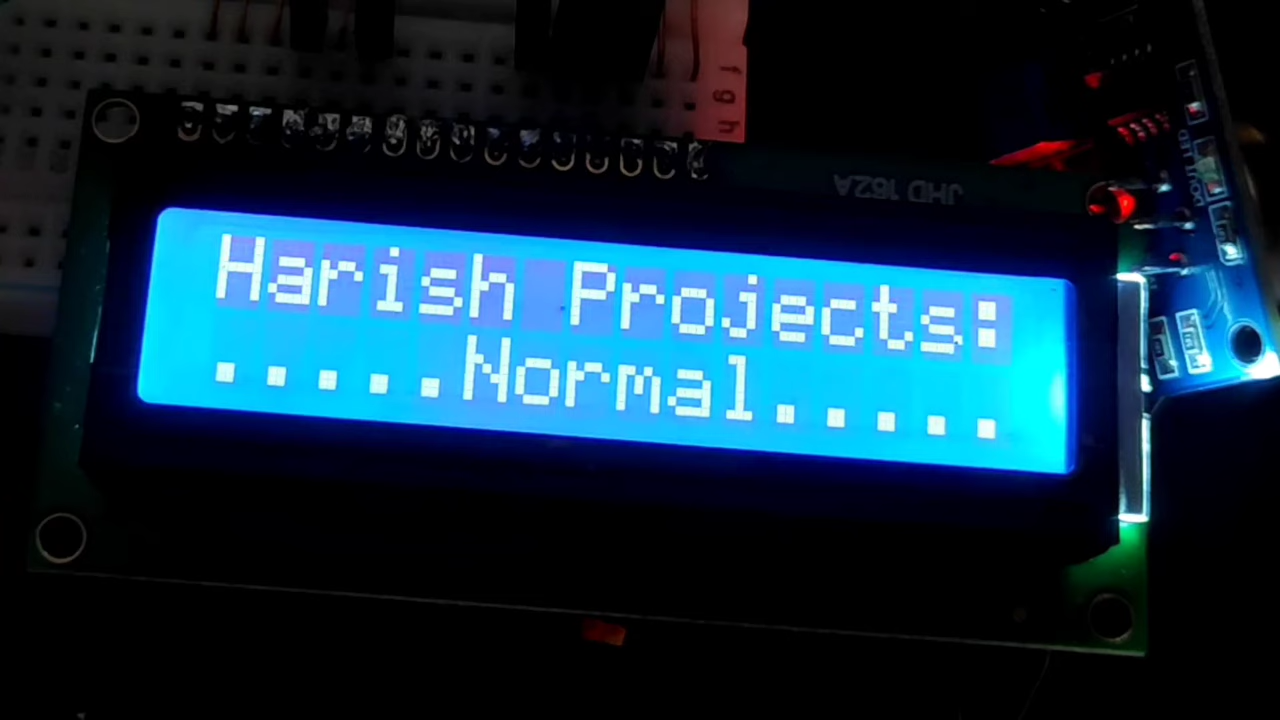 f
g
h
JHD 162A
Harish Projects:
.....Normal.....